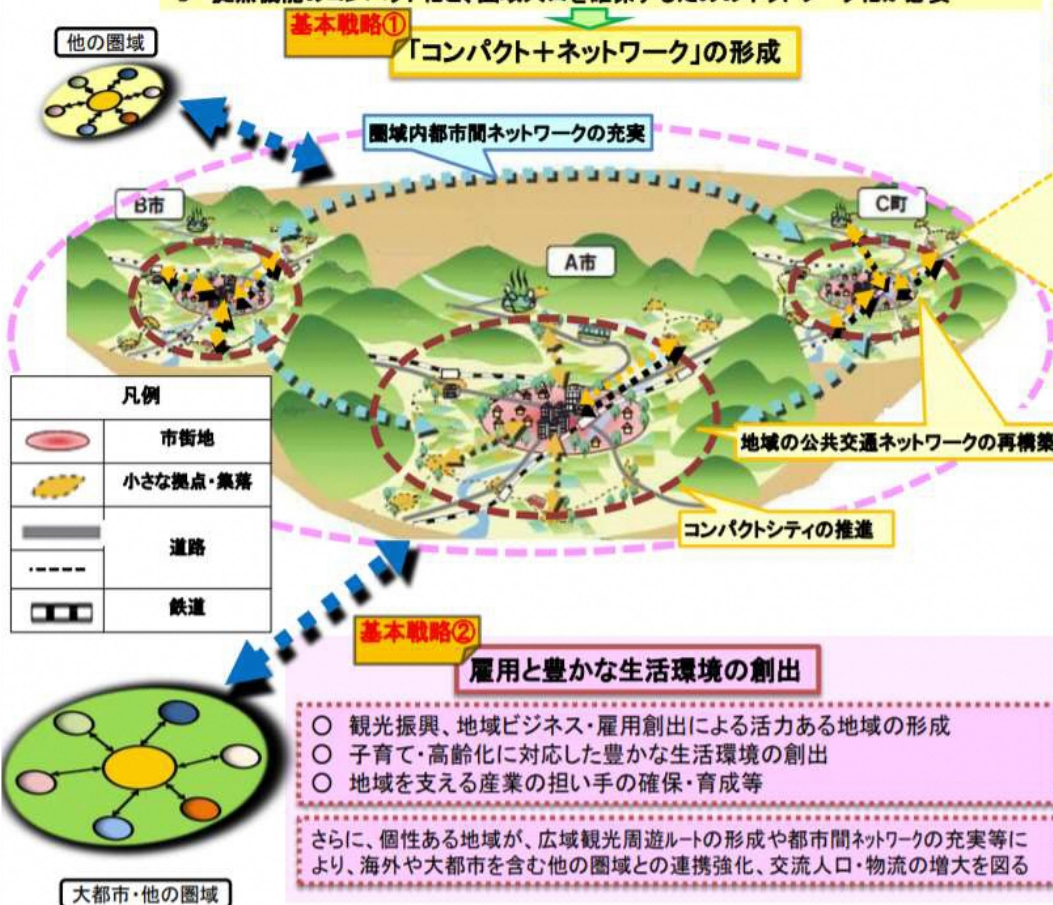 基本戦略①
「コンパクト＋ネットワーク」の形成
他の圏域
圏域内都市間ネットワークの充実
B市
C町
A市
凡例
市街地
小さな拠点・集落
道路
鉄道
地域の公共交通ネットワークの再構築
コンパクトシティの推進
基本戦略②
雇用と豊かな生活環境の創出
○ 観光振興、地域ビジネス・雇用創出による活力ある地域の形成
○ 子育て・高齢化に対応した豊かな生活環境の創出
○ 地域を支える産業の担い手の確保・育成等
さらに、個性ある地域が、広域観光周遊ルートの形成や都市間ネットワークの充実等に
より、海外や大都市を含む他の圏域との連携強化、交流人口・物流の増大を図る
大都市・他の圏域